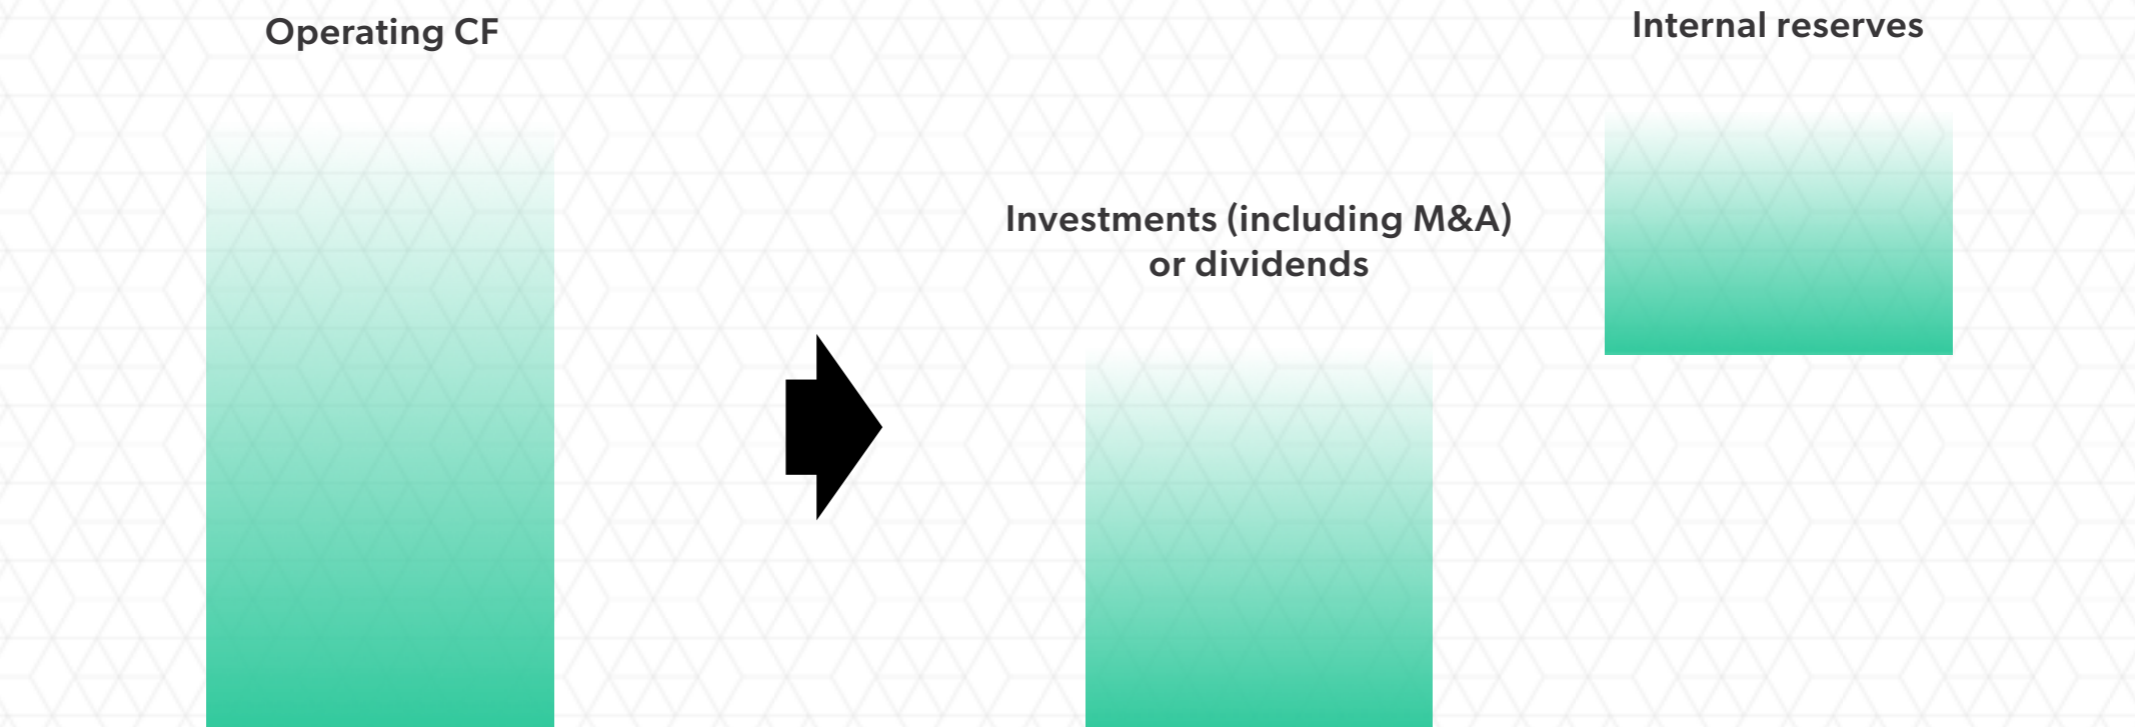 Operating CF
Internal reserves
Investments (including M&A)
or dividends